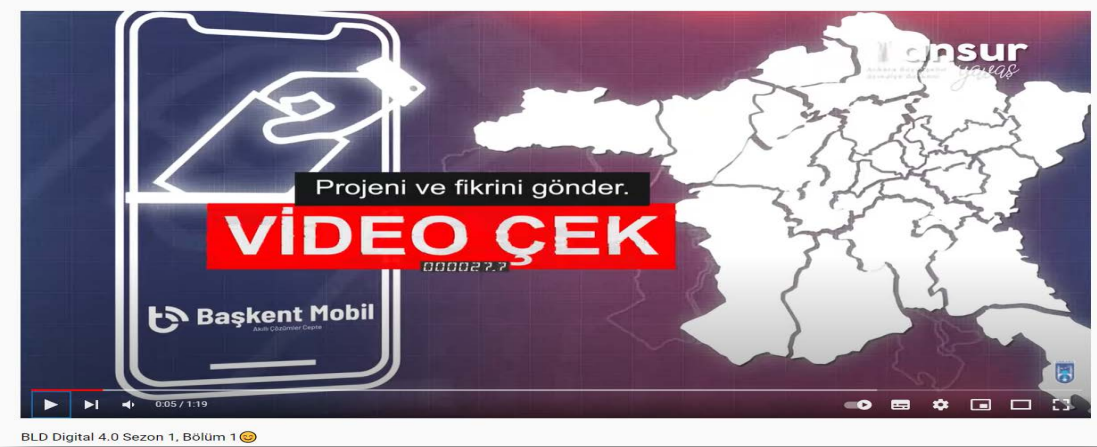 ansur
yavaş
Projeni ve fikrini gönder.
VİDEO ÇEK
000027.7
Başkent Mobil
Akıllı Çözümler Cepte
0:05 / 1:19
BLD Digital 4.0 Sezon 1, Bölüm 1😊